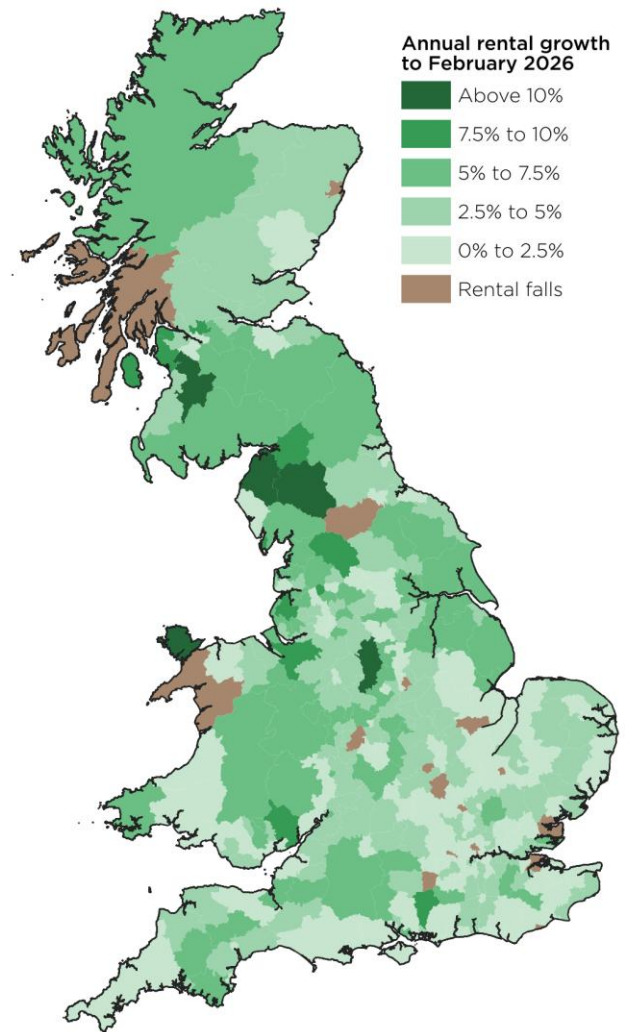 Annual rental growth
to February 2026
Above 10%
7.5% to 10%
5% to 7.5%
2.5% to 5%
0% to 2.5%
Rental falls